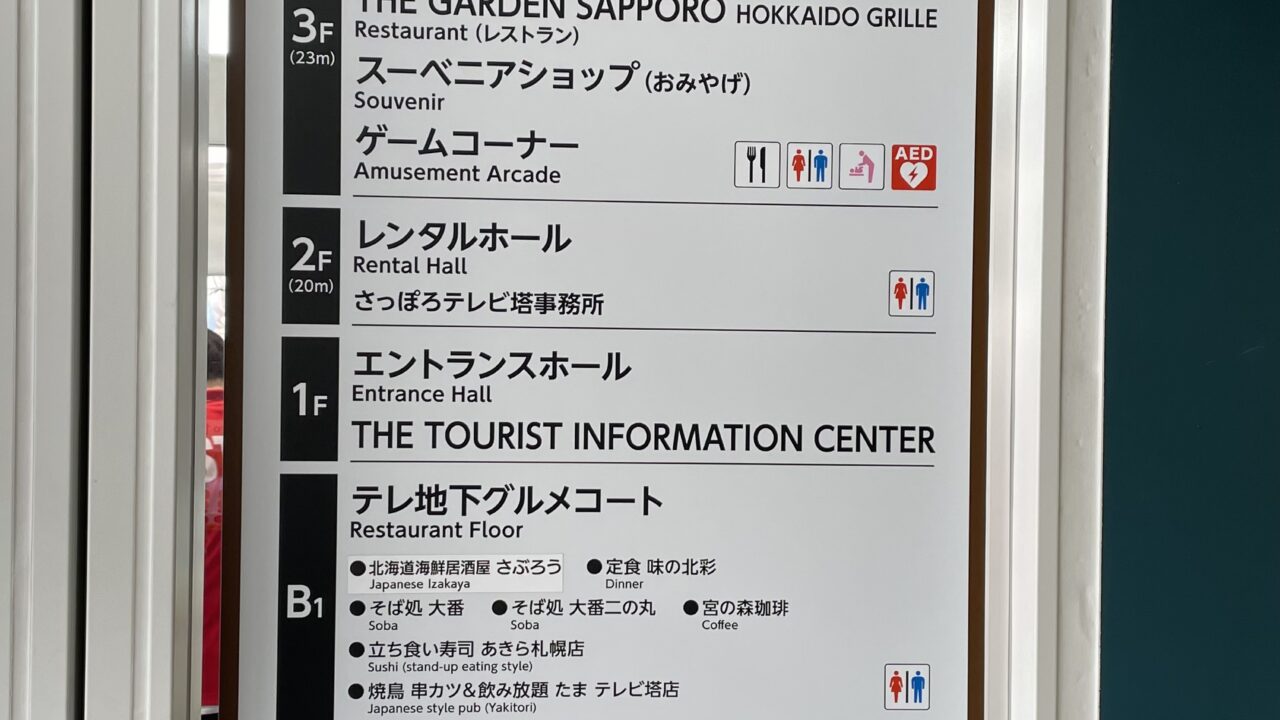 3F
(23m)
THE GARDEN SAPPORO HOKKAIDO GRILLE
Restaurant (レストラン)
スーベニアショップ (おみやげ)
Souvenir
ゲームコーナー
Amusement Arcade
AED
2F
(20m)
レンタルホール
Rental Hall
さっぽろテレビ塔事務所
1F
エントランスホール
Entrance Hall
THE TOURIST INFORMATION CENTER
B1
テレ地下グルメコート
Restaurant Floor
●北海道海鮮居酒屋 さぶろう ●定食 味の北彩
Japanese Izakaya Dinner
●そば処 大番 ●そば処 大番二の丸 ●宮の森珈琲
Soba Soba Coffee
●立ち食い寿司 あきら札幌店
Sushi (stand-up eating style)
●焼鳥 串カツ&飲み放題 たま テレビ塔店
Japanese style pub (Yakitori)